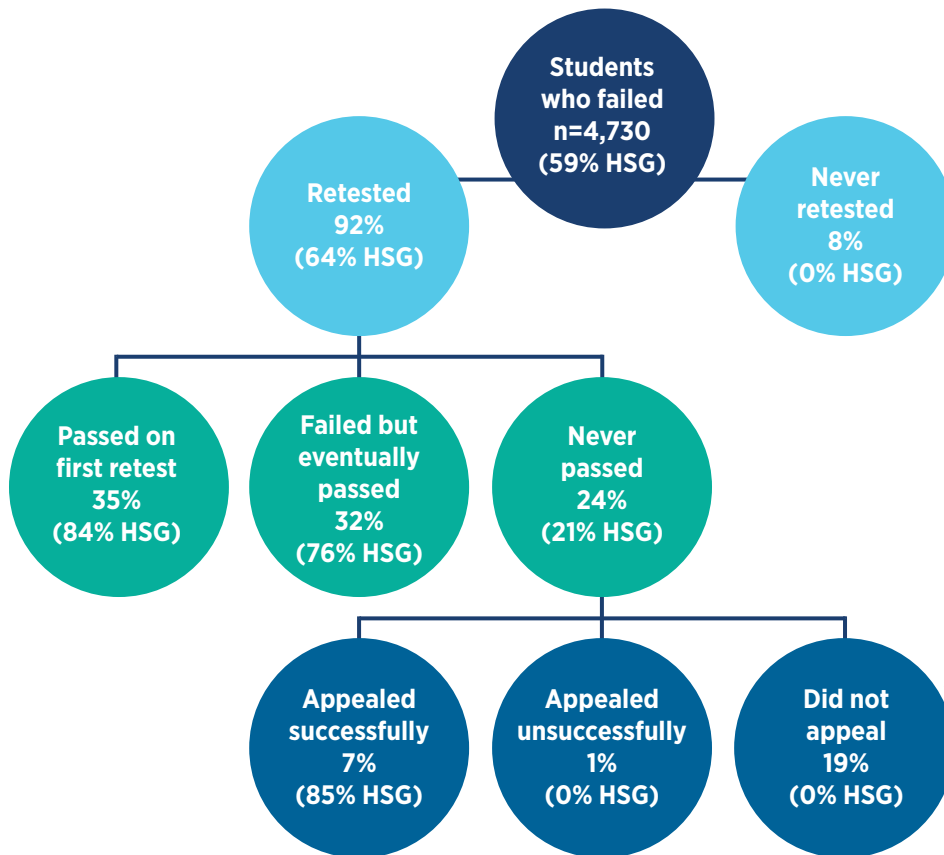 Students
who failed
n=4,730
(59% HSG)
Retested
92%
(64% HSG)
Never
retested
8%
(0% HSG)
Passed on
first retest
35%
(84% HSG)
Failed but
eventually
passed
32%
(76% HSG)
Never
passed
24%
(21% HSG)
Appealed
successfully
7%
(85% HSG)
Appealed
unsuccessfully
1%
(0% HSG)
Did not
appeal
19%
(0% HSG)